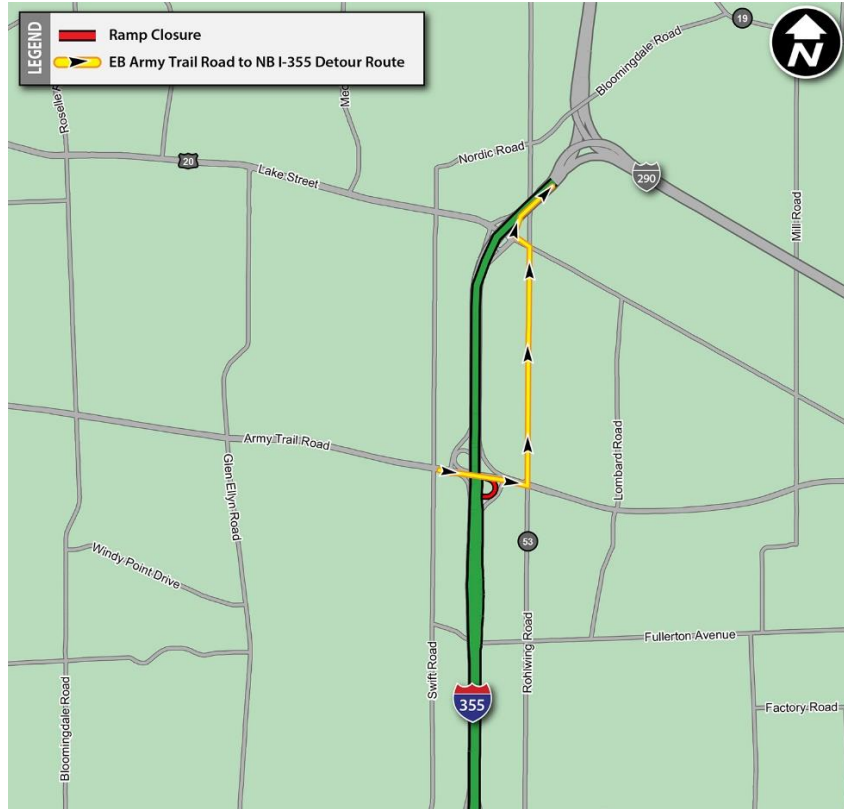 LEGEND
Ramp Closure
EB Army Trail Road to NB I-355 Detour Route
N
19
Bloomingdale Road
Nordic Road
20
Lake Street
290
Mill Road
Army Trail Road
Glen Ellyn Road
Lombard Road
53
Windy Point Drive
Swift Road
Rohlwing Road
Fullerton Avenue
355
Factory Road
Bloomingdale Road